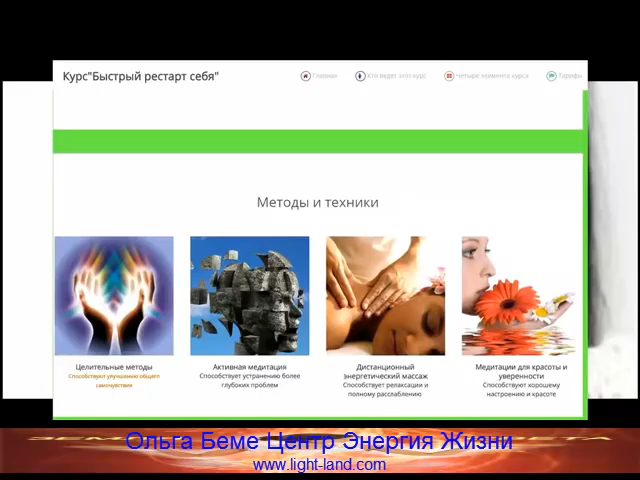 Курс"Быстрый рестарт себя"
Главная
Кто ведет этот курс
Четыре элемента курса
Тарифы
Методы и техники
Целительные методы
Способствуют улучшению общего
самочувствия
Активная медитация
Способствует устранению более
глубоких проблем
Дистанционный
энергетический массаж
Способствует релаксации и
полному расслаблению
Медитации для красоты и
уверенности
Способствуют хорошему
настроению и красоте
Ольга Беме Центр Энергия Жизни
www.light-land.com